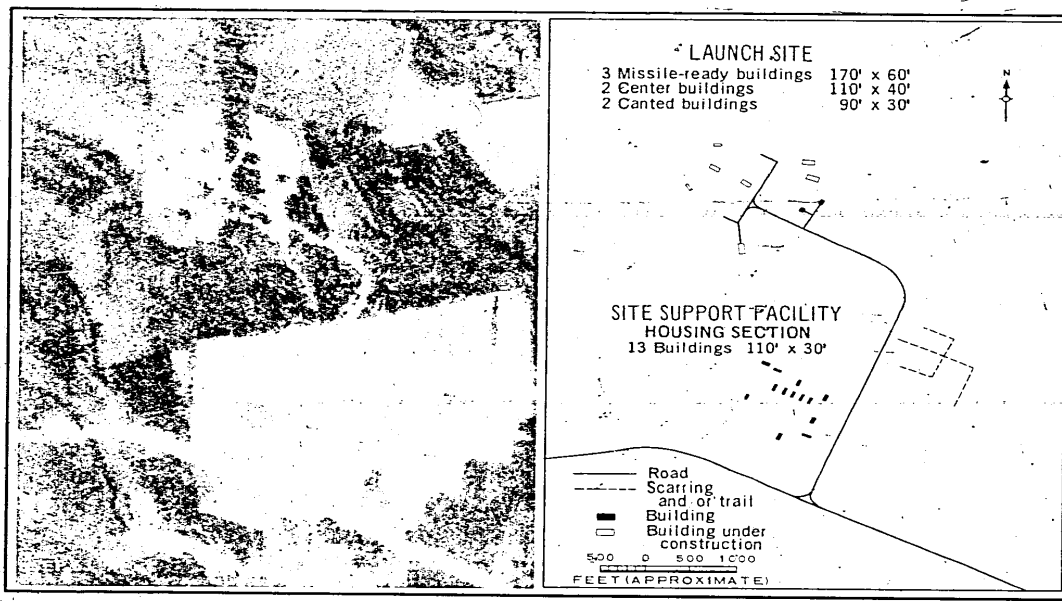 LAUNCH SITE
3 Missile-ready buildings 170' x 60'
2 Center buildings 110' x 40'
2 Canted buildings 90' x 30'
N
SITE SUPPORT FACILITY
HOUSING SECTION
13 Buildings 110' x 30'
Road
Scarring
and or trail
Building
Building under
construction
500 0 500 1000
FEET (APPROXIMATE)